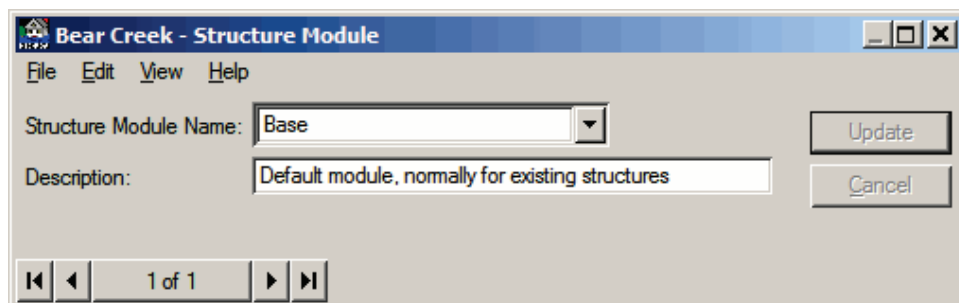 Bear Creek - Structure Module
File Edit View Help
Structure Module Name: Base
Update
Description: Default module, normally for existing structures
Cancel
1 of 1